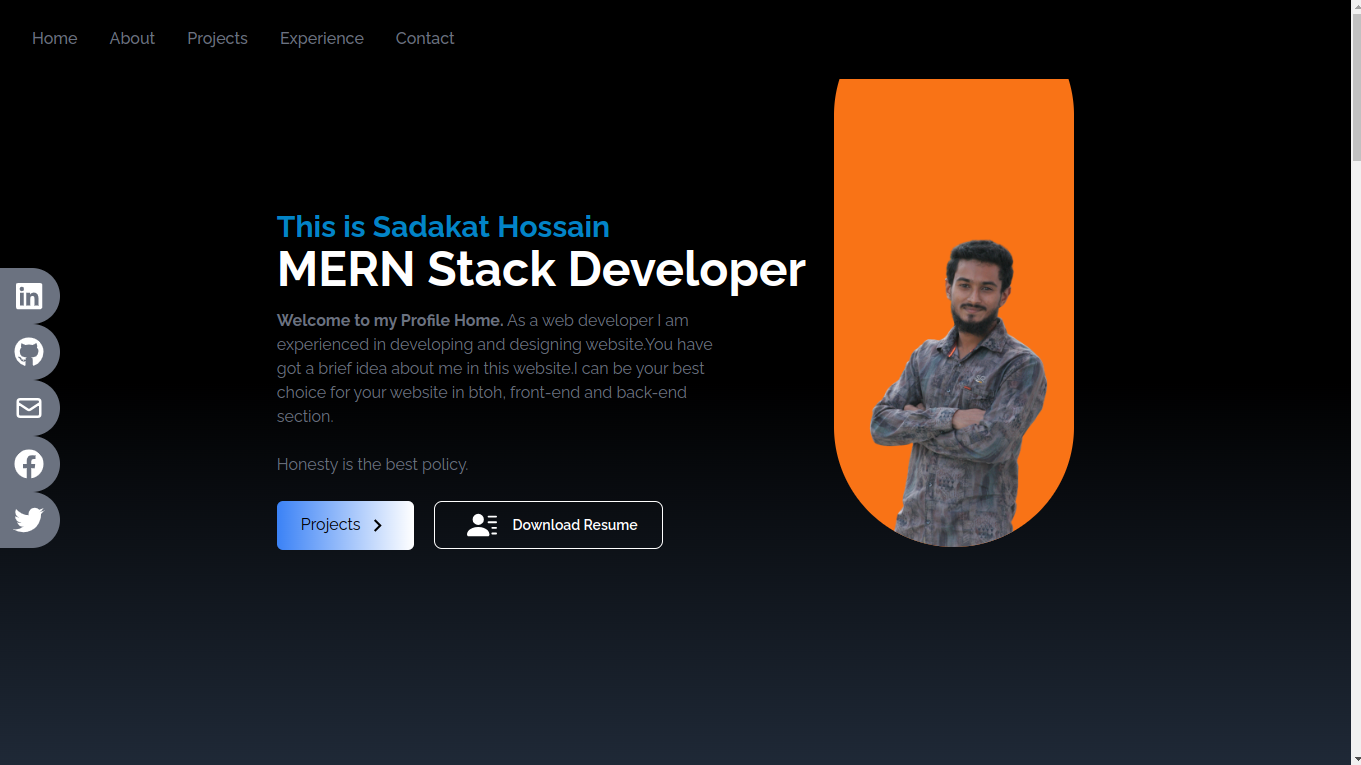 Home About Projects Experience Contact
This is Sadakat Hossain
MERN Stack Developer
Welcome to my Profile Home. As a web developer I am
experienced in developing and designing website.You have
got a brief idea about me in this website.I can be your best
choice for your website in btoh, front-end and back-end
section.
Honesty is the best policy.
Projects
Download Resume